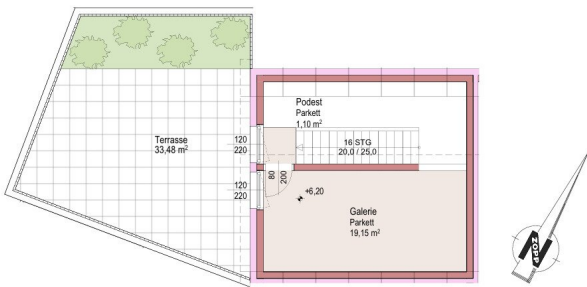 Podest
Parkett
1,10 m²
Terrasse
33,48 m²
120
220
16 STG
20,0 / 25,0
80
200
120
220
+6,20
Galerie
Parkett
19,15 m²
ZOPP